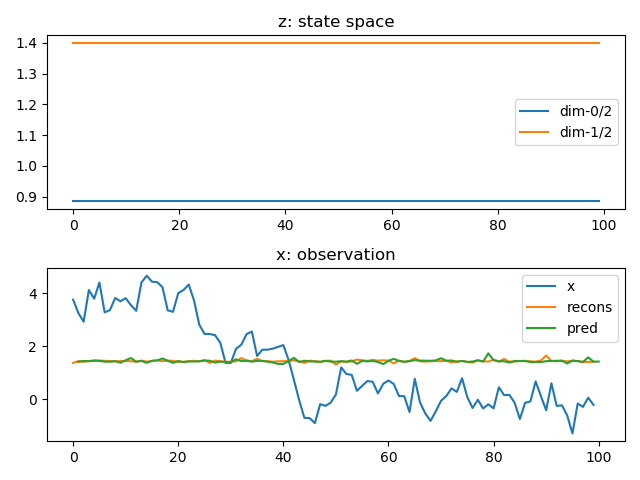 z: state space
1.4
1.3
1.2
1.1
1.0
0.9
dim-0/2
dim-1/2
0 20 40 60 80 100
x: observation
4
2
0
x
recons
pred
0 20 40 60 80 100